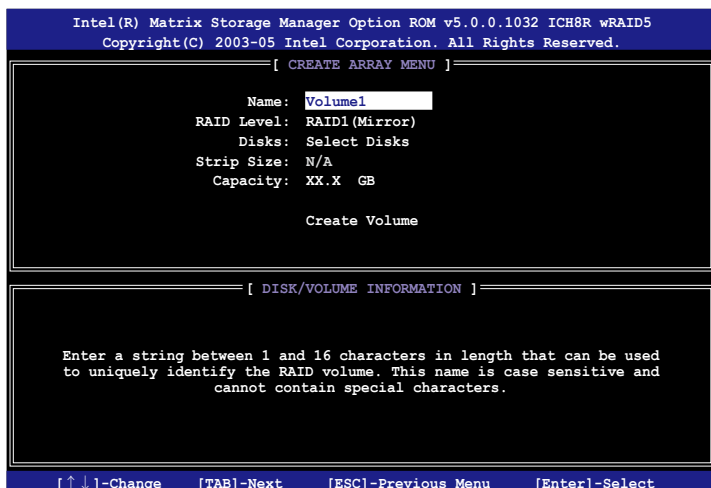 Intel(R) Matrix Storage Manager Option ROM v5.0.0.1032 ICH8R wRAID5
Copyright(C) 2003-05 Intel Corporation. All Rights Reserved.
[ CREATE ARRAY MENU ]
Name: Volume1
RAID Level: RAID1(Mirror)
Disks: Select Disks
Strip Size: N/A
Capacity: XX.X GB
Create Volume
[ DISK/VOLUME INFORMATION ]
Enter a string between 1 and 16 characters in length that can be used
to uniquely identify the RAID volume. This name is case sensitive and
cannot contain special characters.
[↑↓]-Change [TAB]-Next [ESC]-Previous Menu [Enter]-Select